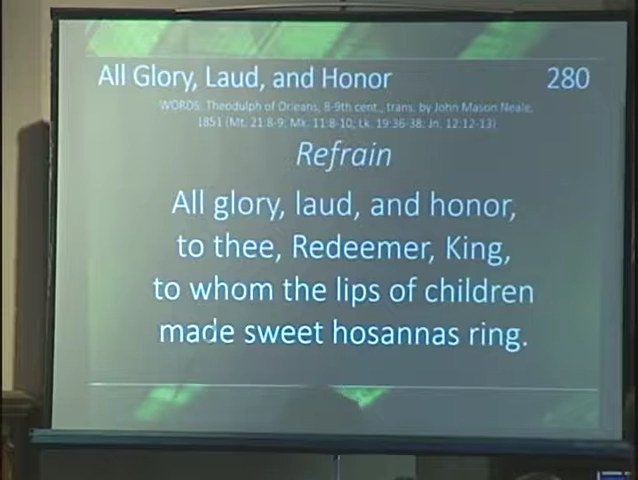 All Glory, Laud, and Honor 280
WORDS: Theodulph of Orleans, 8-9th cent., trans. by John Mason Neale,
1851 (Mt. 21:8-9; Mk. 11:8-10; Lk. 19:36-38; Jn. 12:12-13)
Refrain
All glory, laud, and honor,
to thee, Redeemer, King,
to whom the lips of children
made sweet hosannas ring.